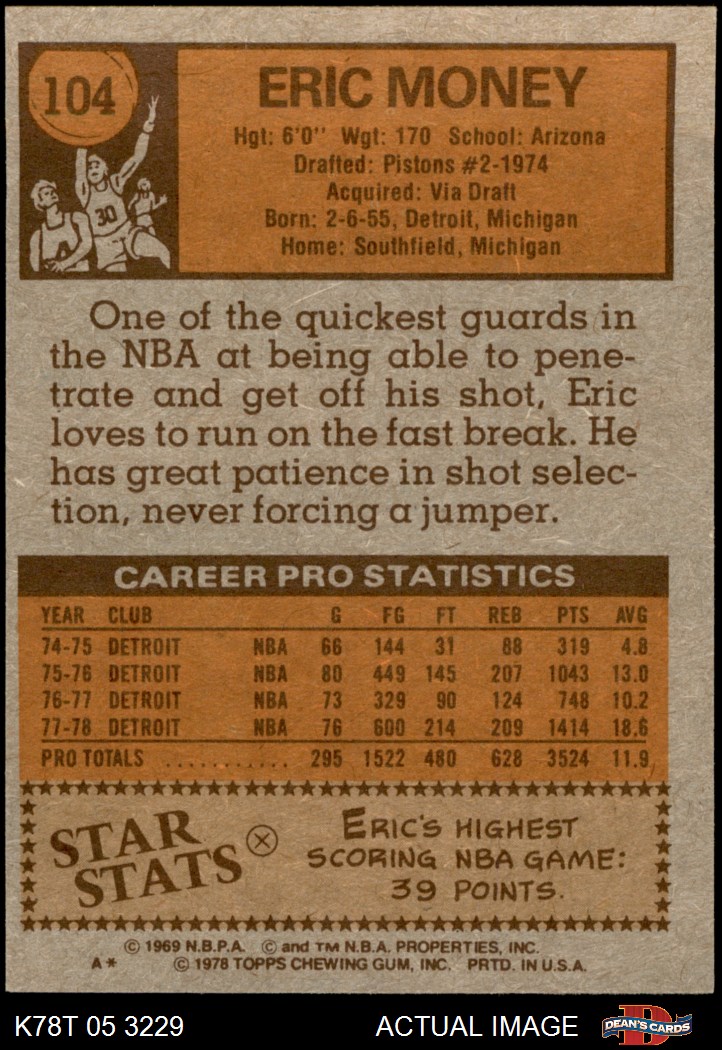 104
ERIC MONEY
Hgt: 6'0" Wgt: 170 School: Arizona
Drafted: Pistons #2-1974
Acquired: Via Draft
Born: 2-6-55, Detroit, Michigan
Home: Southfield, Michigan
30
One of the quickest guards in
the NBA at being able to pene-
trate and get off his shot, Eric
loves to run on the fast break. He
has great patience in shot selec-
tion, never forcing a jumper.
CAREER PRO STATISTICS
YEAR CLUB G FG FT REB PTS AVG
74-75 DETROIT NBA 66 144 31 88 319 4.8
75-76 DETROIT NBA 80 449 145 207 1043 13.0
76-77 DETROIT NBA 73 329 90 124 748 10.2
77-78 DETROIT NBA 76 600 214 209 1414 18.6
PRO TOTALS ........... 295 1522 480 628 3524 11.9
STAR
STATS
ERIC'S HIGHEST
SCORING NBA GAME:
39 POINTS.
© 1969 N.B.P.A. © and TM N.B.A. PROPERTIES, INC.
A* © 1978 TOPPS CHEWING GUM, INC. PRTD. IN U.S.A.
K78T 05 3229 ACTUAL IMAGE D DEAN'S CARDS